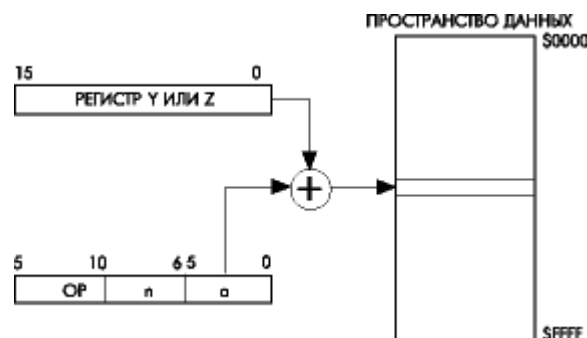 ПРОСТРАНСТВО ДАННЫХ
$0000
15 0
РЕГИСТР Y ИЛИ Z
+
5 10 6 5 0
OP n a
$FFFF